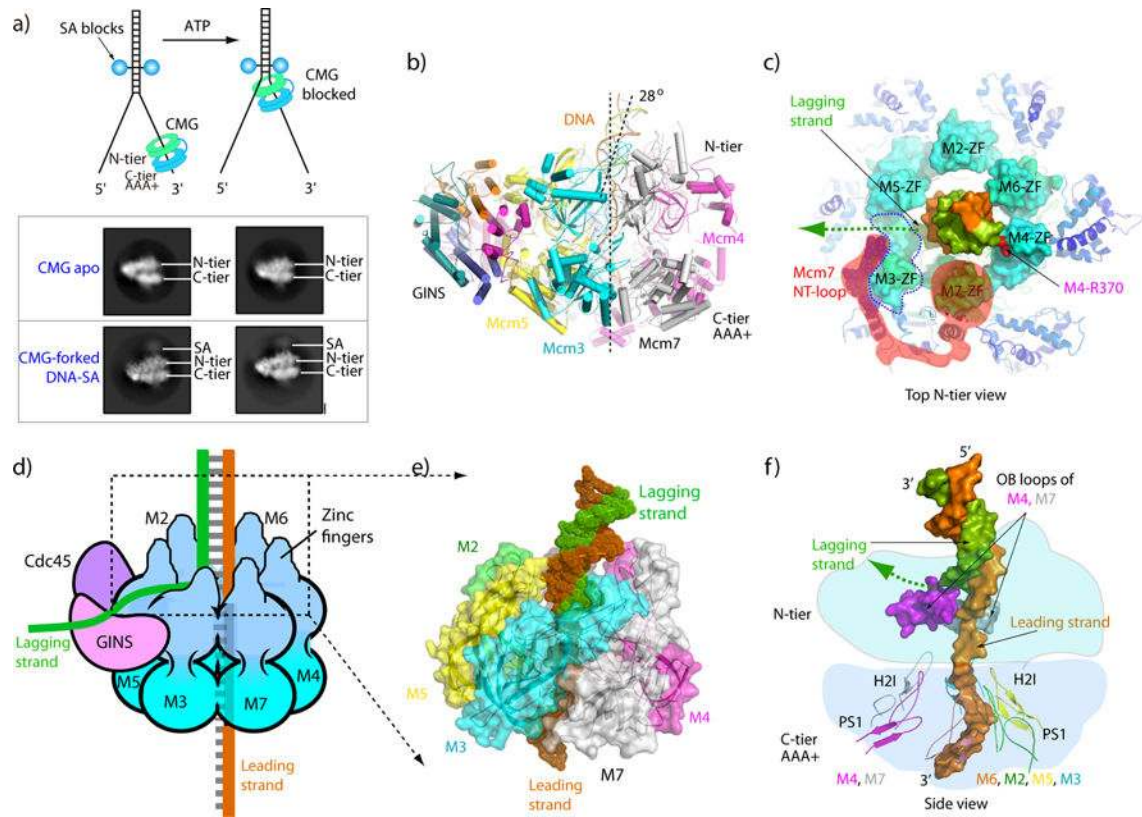 a)
SA blocks
ATP
CMG
blocked
CMG
N-tier
C-tier
AAA+
5'
3'
5'
3'
CMG apo
N-tier
C-tier
N-tier
C-tier
CMG-forked
DNA-SA
SA
N-tier
C-tier
SA
N-tier
C-tier
b)
28°
DNA
N-tier
Mcm4
GINS
Mcm5
Mcm3
Mcm7
C-tier
AAA+
c)
Lagging
strand
M2-ZF
M5-ZF
M6-ZF
M4-ZF
M3-ZF
M7-ZF
Mcm7
NT-loop
M4-R370
Top N-tier view
d)
M2
M6
Zinc
fingers
Cdc45
GINS
Lagging
strand
M5
M3
M7
M4
Leading
strand
e)
Lagging
strand
M2
M5
M4
M3
M7
Leading
strand
f)
5'
3'
OB loops of
M4, M7
Lagging
strand
N-tier
Leading strand
H2I
H2I
PS1
PS1
C-tier
AAA+
3'
M4, M7
M6, M2, M5, M3
Side view